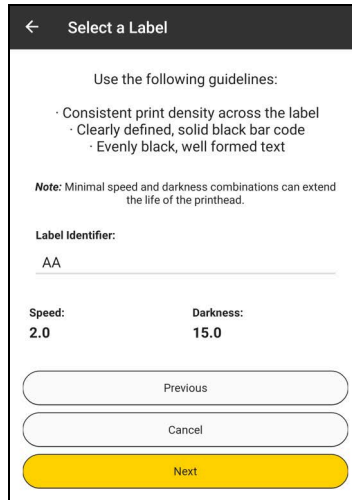 Select a Label
Use the following guidelines:
· Consistent print density across the label
· Clearly defined, solid black bar code
· Evenly black, well formed text
Note: Minimal speed and darkness combinations can extend
the life of the printhead.
Label Identifier:
AA
Speed: Darkness:
2.0 15.0
Previous
Cancel
Next